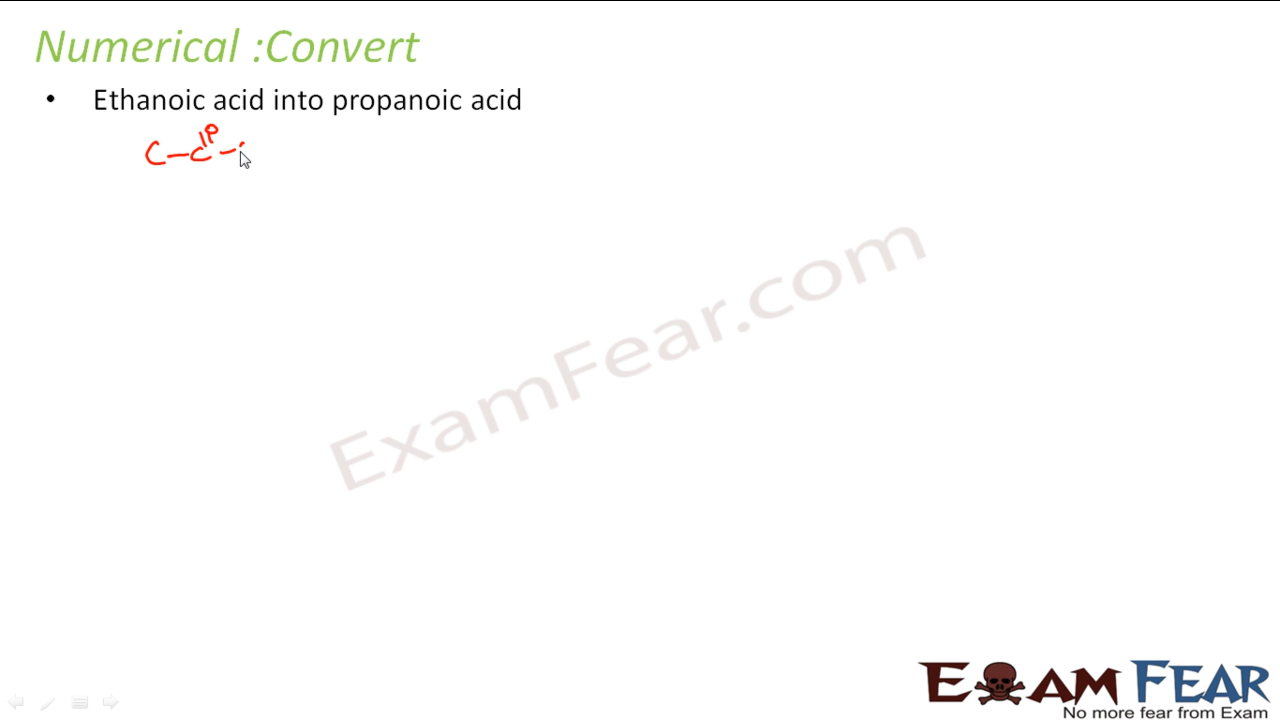 Numerical :Convert
• Ethanoic acid into propanoic acid
O
C – C –
ExamFear.com
EXAM FEAR
No more fear from Exam